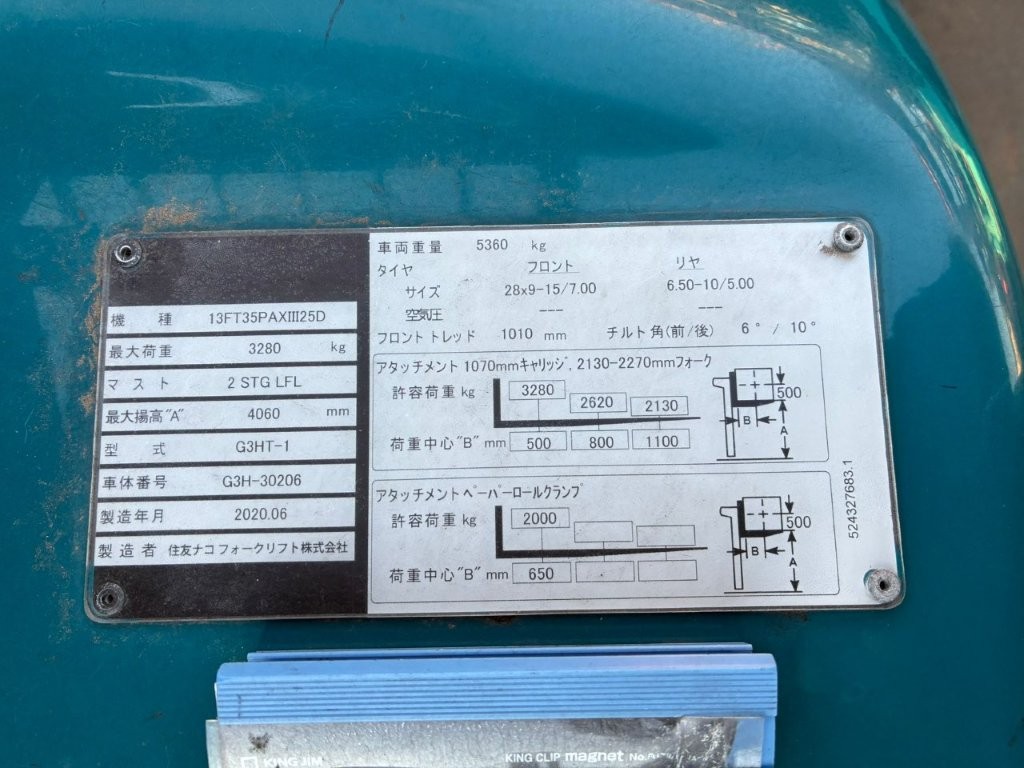 機 種 13FT35PAXIII25D
最大荷重 3280 kg
マスト 2 STG LFL
最大揚高"A" 4060 mm
型 式 G3HT-1
車体番号 G3H-30206
製造年月 2020.06
製造者 住友ナコフォークリフト株式会社
車両重量 5360 kg
タイヤ フロント リヤ
サイズ 28x9-15/7.00 6.50-10/5.00
空気圧 --- ---
フロントトレッド 1010 mm チルト角(前/後) 6° / 10°
アタッチメント 1070mmキャリッジ, 2130-2270mmフォーク
許容荷重 kg 3280 2620 2130
荷重中心"B" mm 500 800 1100
500
B
A
アタッチメント ペーパーロールクランプ
許容荷重 kg 2000
荷重中心"B" mm 650
500
B
A
524327683.1
KING JIM KING CLIP magnet